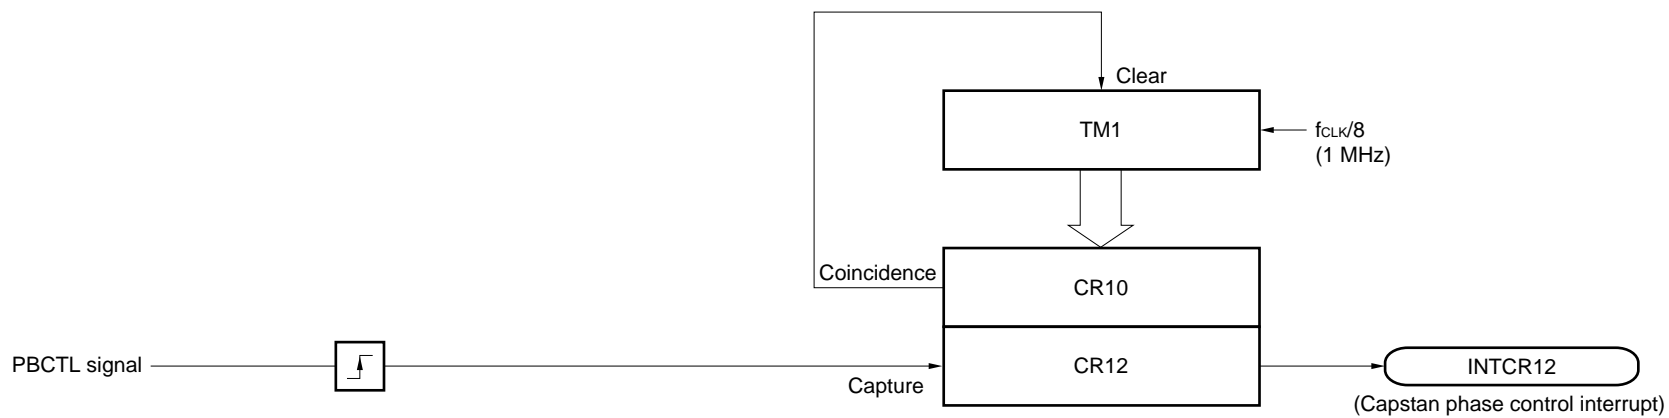 Clear
TM1
fCLK/8
(1 MHz)
Coincidence
CR10
PBCTL signal
CR12
INTCR12
Capture
(Capstan phase control interrupt)